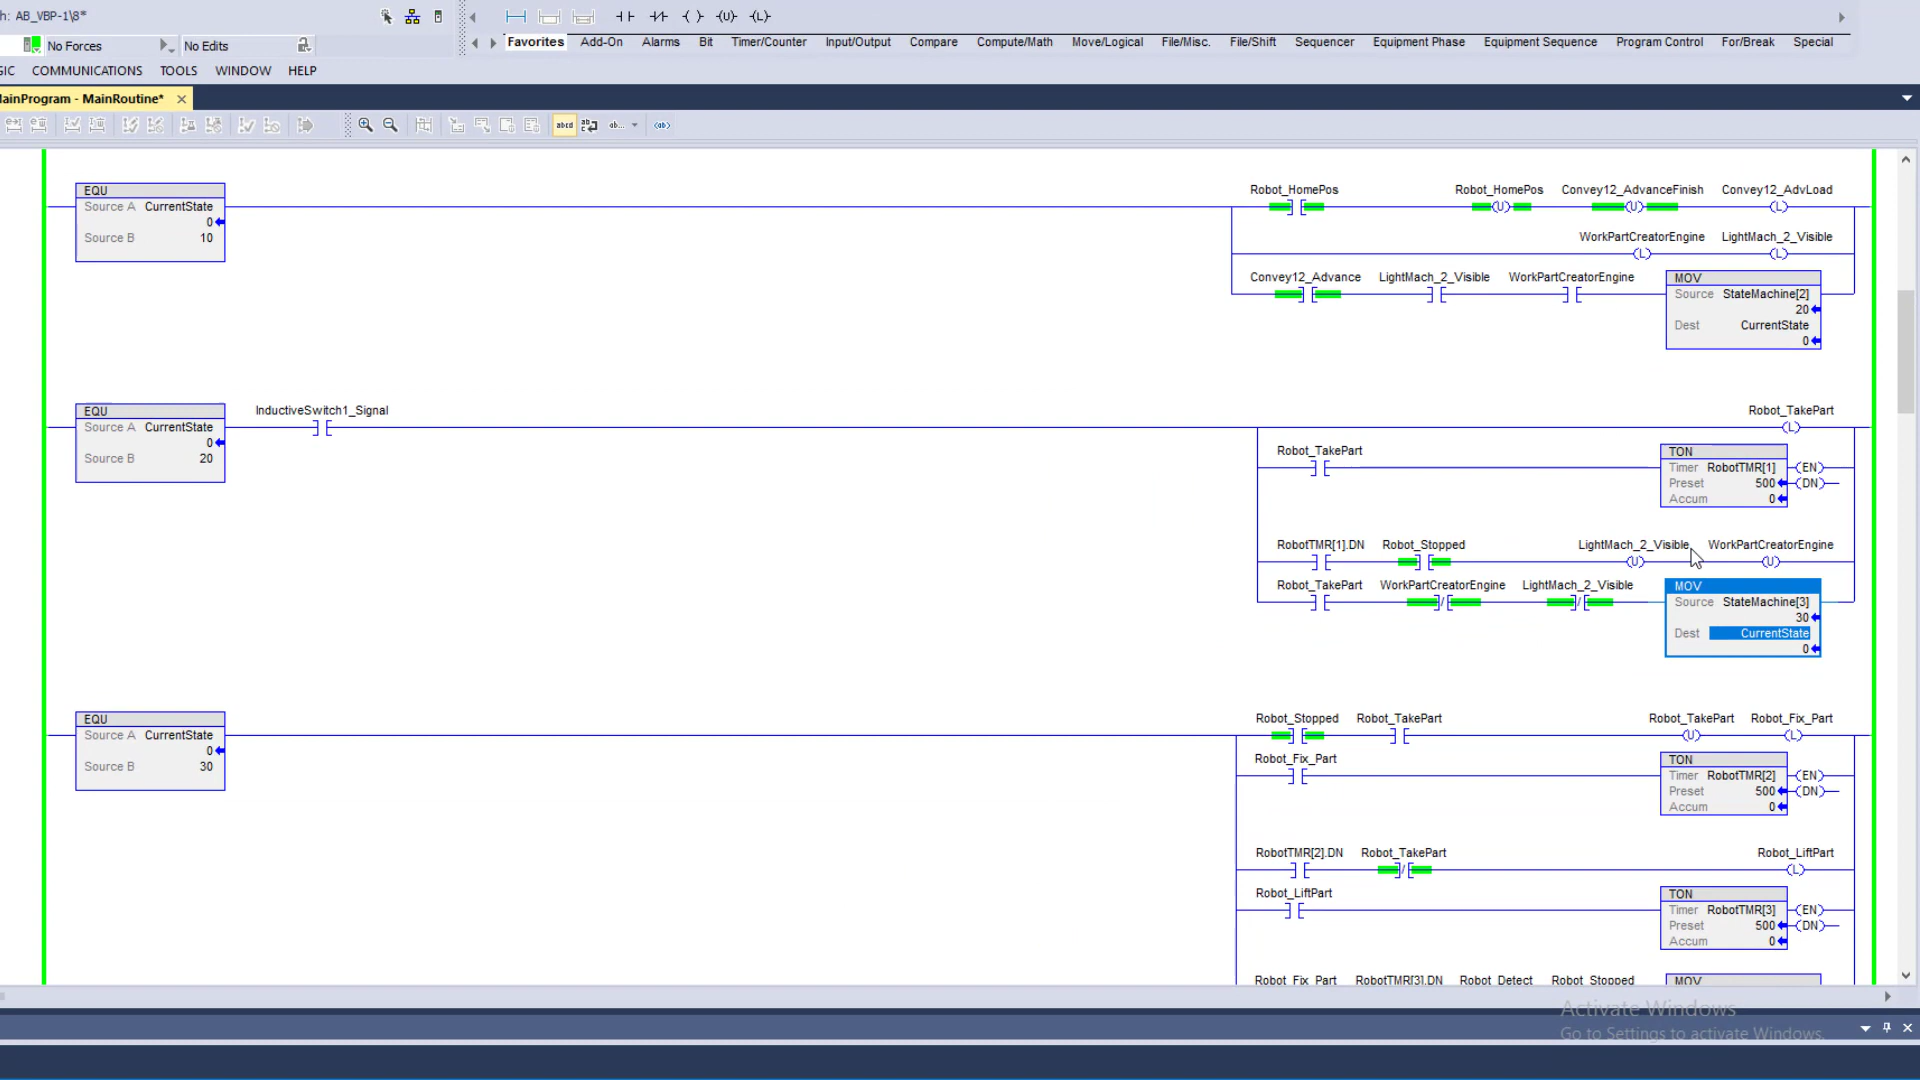 h: AB_VBP-1\8*
No Forces
No Edits
Favorites Add-On Alarms Bit Timer/Counter Input/Output Compare Compute/Math Move/Logical File/Misc. File/Shift Sequencer Equipment Phase Equipment Sequence Program Control For/Break Special
GIC COMMUNICATIONS TOOLS WINDOW HELP
MainProgram - MainRoutine*
abcd
ab...
(ab)
EQU
Source A CurrentState
0
Source B 10
Robot_HomePos Robot_HomePos Convey12_AdvanceFinish Convey12_AdvLoad
U U L
WorkPartCreatorEngine LightMach_2_Visible
L L
Convey12_Advance LightMach_2_Visible WorkPartCreatorEngine
MOV
Source StateMachine[2]
20
Dest CurrentState
0
EQU
Source A CurrentState
0
Source B 20
InductiveSwitch1_Signal
Robot_TakePart
L
Robot_TakePart
TON
Timer RobotTMR[1] EN
Preset 500 DN
Accum 0
RobotTMR[1].DN Robot_Stopped LightMach_2_Visible WorkPartCreatorEngine
U U
Robot_TakePart WorkPartCreatorEngine LightMach_2_Visible
MOV
Source StateMachine[3]
30
Dest CurrentState
0
EQU
Source A CurrentState
0
Source B 30
Robot_Stopped Robot_TakePart Robot_TakePart Robot_Fix_Part
U L
Robot_Fix_Part
TON
Timer RobotTMR[2] EN
Preset 500 DN
Accum 0
RobotTMR[2].DN Robot_TakePart Robot_LiftPart
L
Robot_LiftPart
TON
Timer RobotTMR[3] EN
Preset 500 DN
Accum 0
Robot_Fix_Part RobotTMR[3].DN Robot_Detect Robot_Stopped
MOV
Activate Windows
Go to Settings to activate Windows.